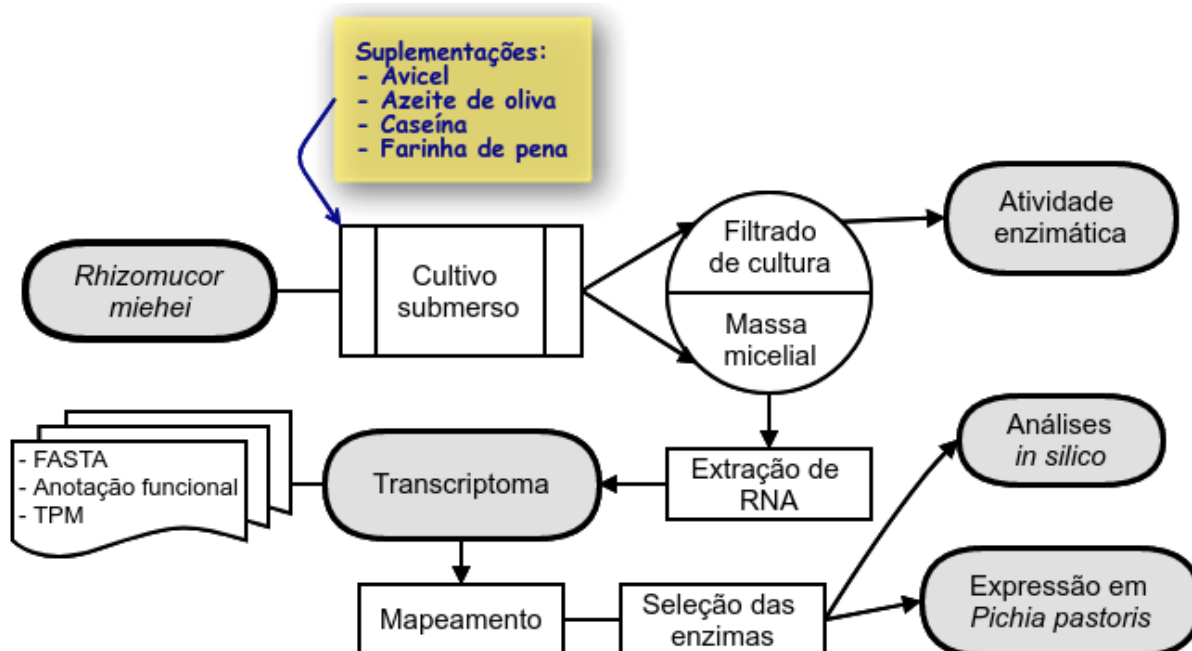 Suplementações:
- Avicel
- Azeite de oliva
- Caseína
- Farinha de pena
Rhizomucor
miehei
Cultivo
submerso
Filtrado
de cultura
Massa
micelial
Atividade
enzimática
Extração de
RNA
Transcriptoma
- FASTA
- Anotação funcional
- TPM
Mapeamento
Seleção das
enzimas
Análises
in silico
Expressão em
Pichia pastoris